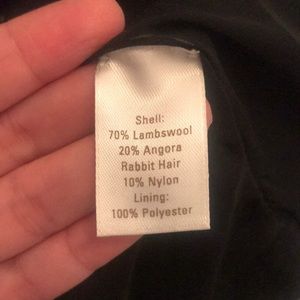 Shell:
70% Lambswool
20% Angora
Rabbit Hair
10% Nylon
Lining:
100% Polyester